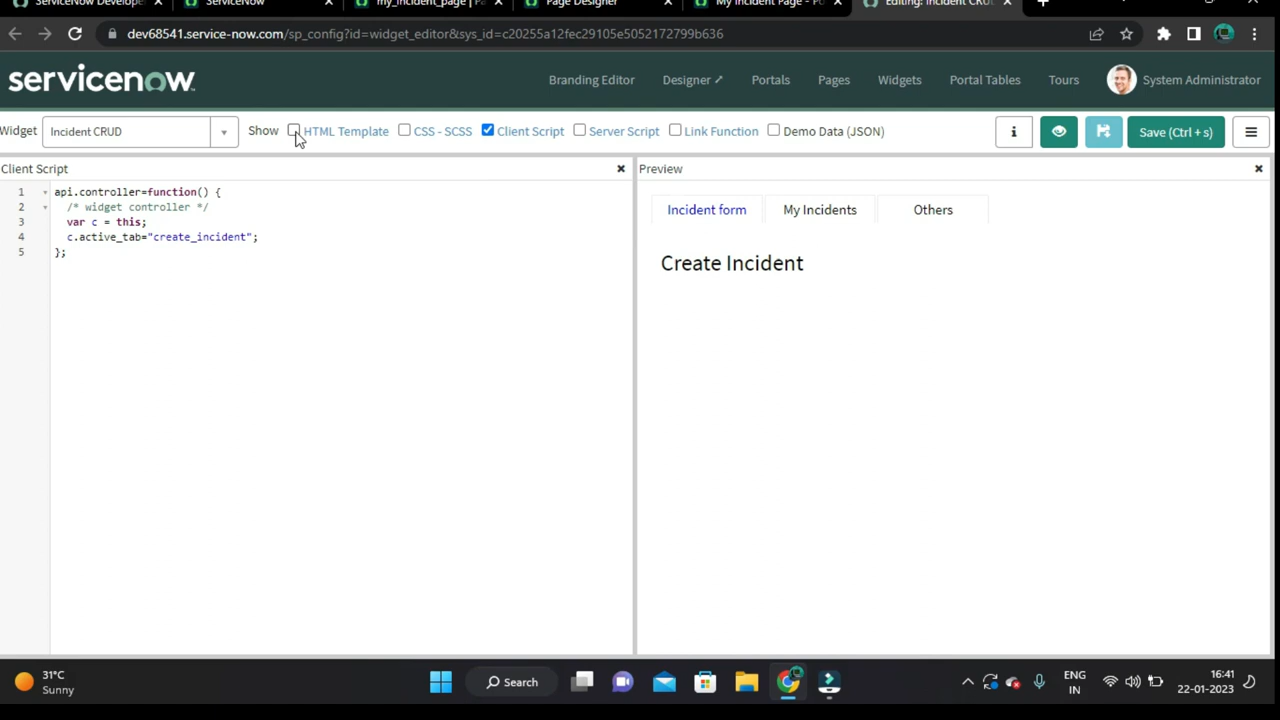 ServiceNow Develope
ServiceNow
my_incident_page | Pa
Page Designer
My Incident Page - Po
Editing: Incident CRU
dev68541.service-now.com/sp_config?id=widget_editor&sys_id=c20255a12fec29105e5052172799b636
servicenow
Branding Editor
Designer
Portals
Pages
Widgets
Portal Tables
Tours
System Administrator
Widget
Incident CRUD
Show
HTML Template
CSS - SCSS
Client Script
Server Script
Link Function
Demo Data (JSON)
Save (Ctrl + s)
Client Script
1 api.controller=function() {
2 /* widget controller */
3 var c = this;
4 c.active_tab="create_incident";
5 };
Preview
Incident form
My Incidents
Others
Create Incident
31°C
Sunny
Search
ENG
IN
16:41
22-01-2023